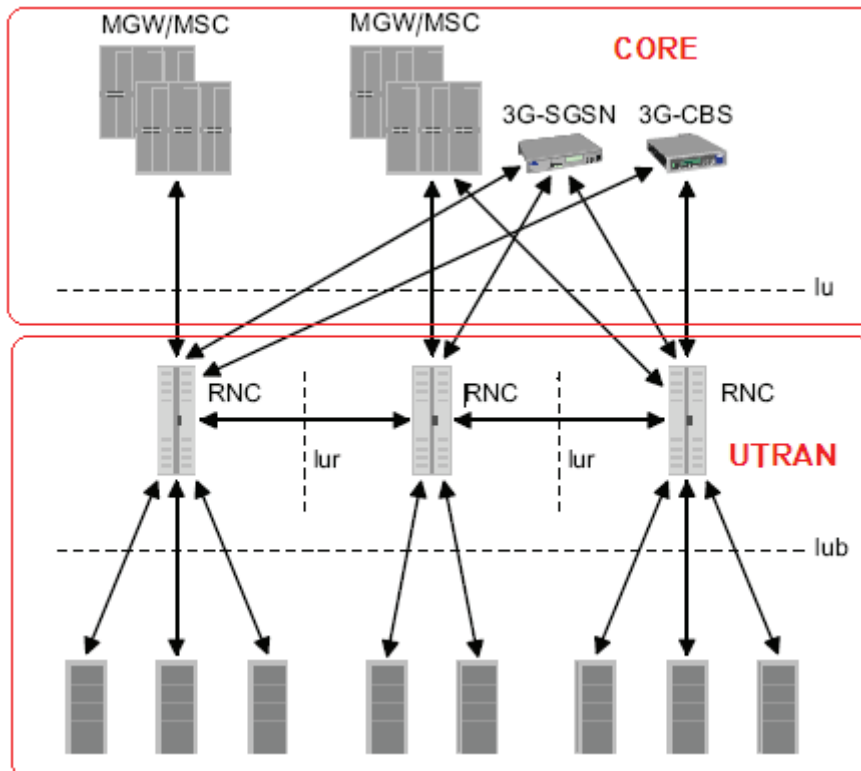 MGW/MSC
MGW/MSC
CORE
3G-SGSN
3G-CBS
Iu
RNC
RNC
RNC
Iur
Iur
UTRAN
Iub